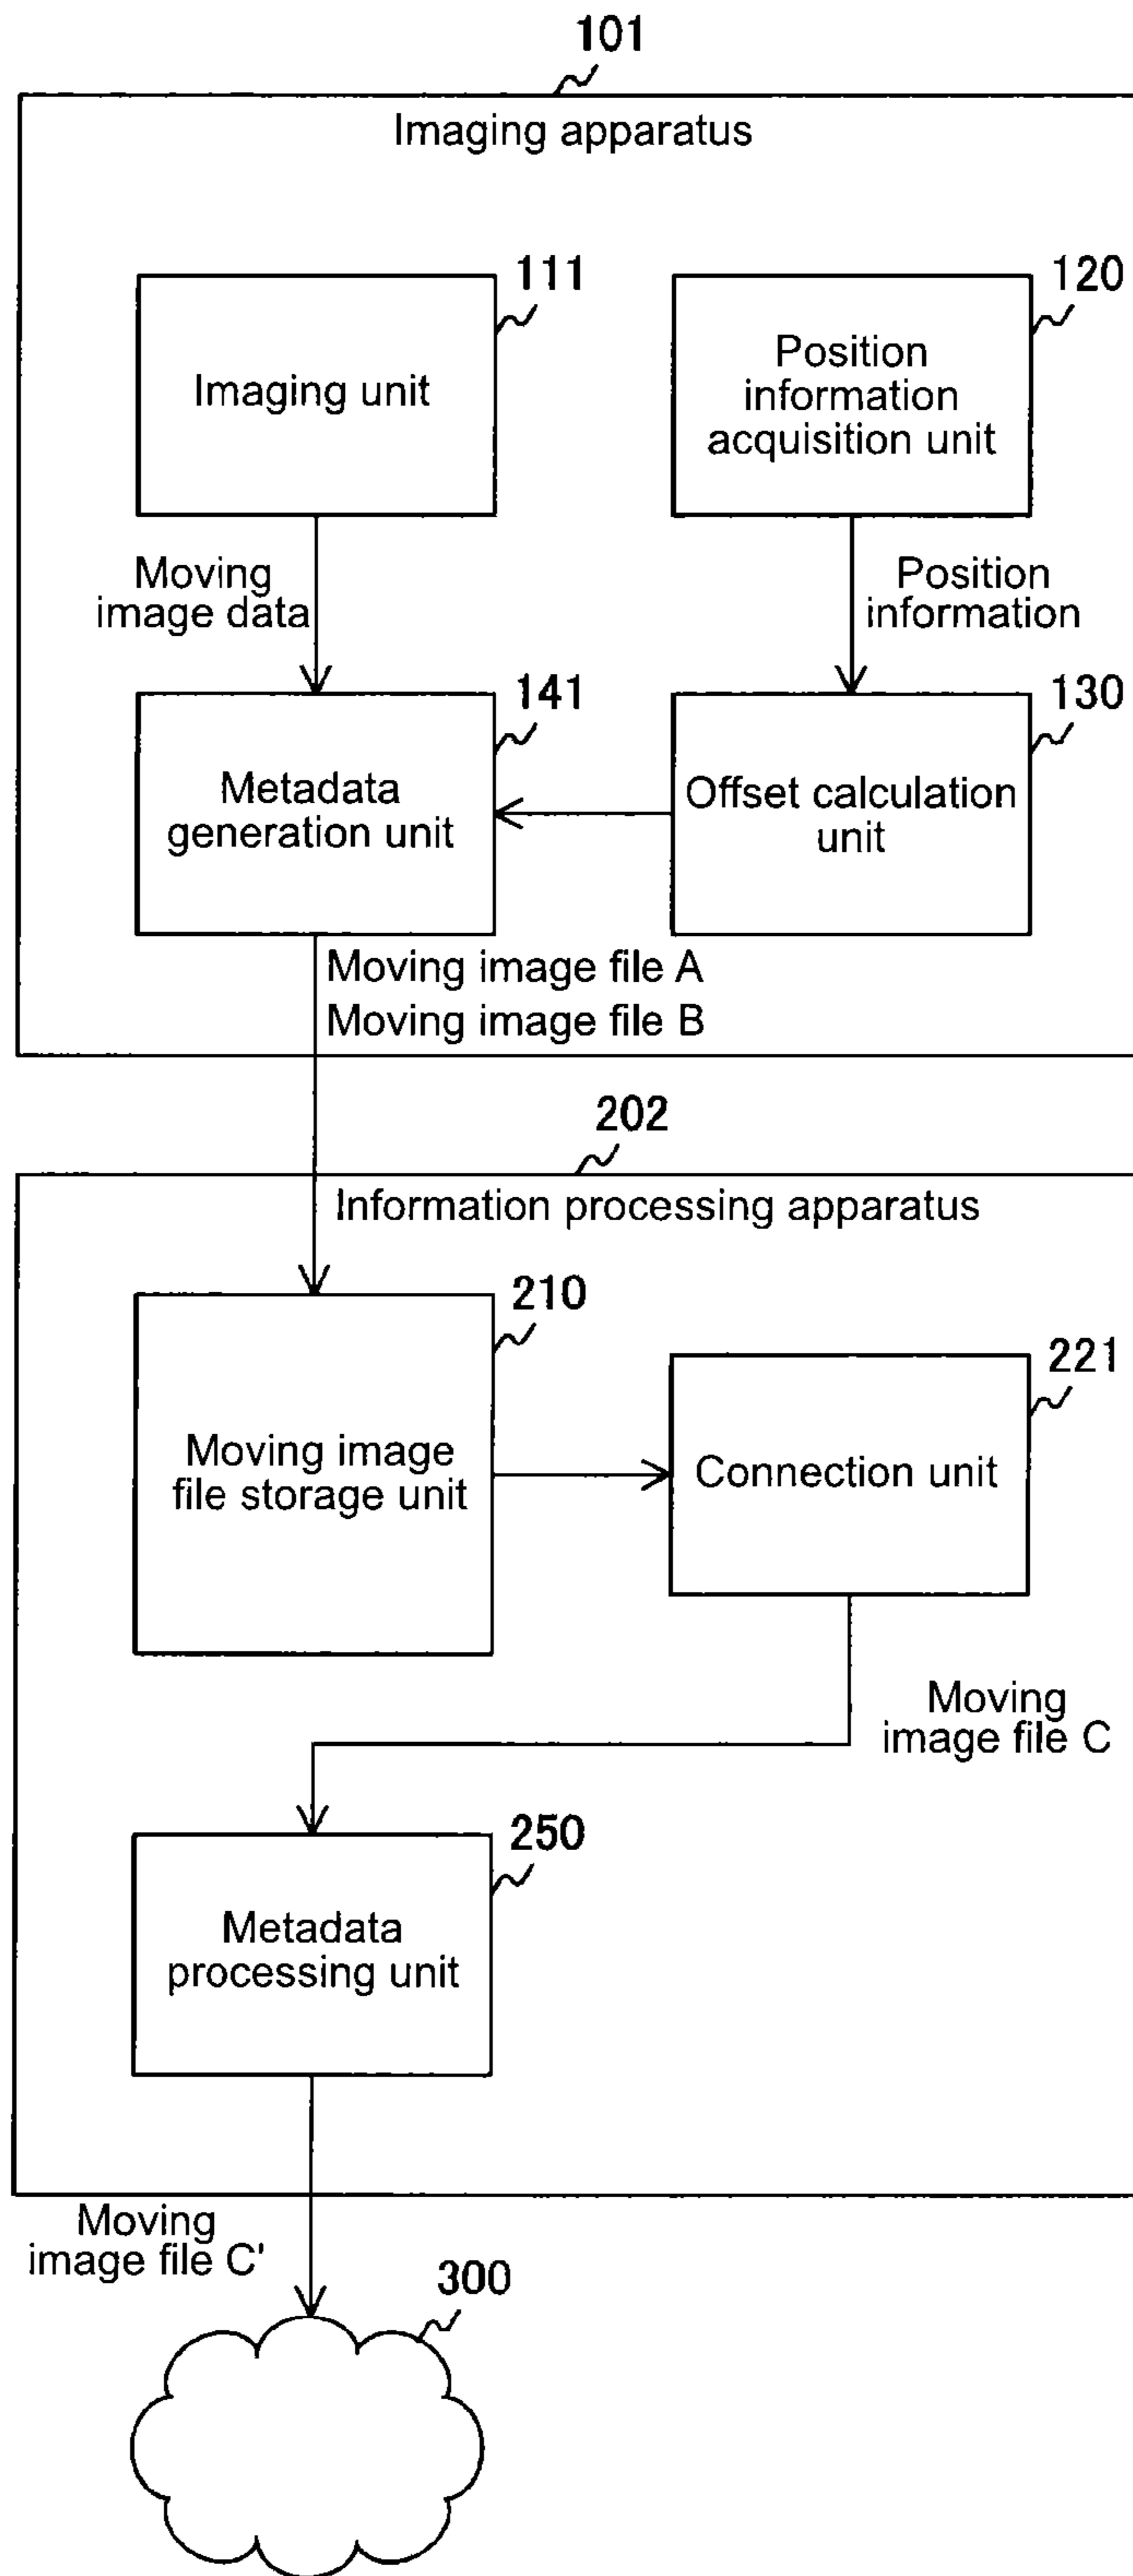 101
Imaging apparatus
111
Imaging unit
120
Position
information
acquisition unit
Moving
image data
Position
information
141
Metadata
generation unit
130
Offset calculation
unit
Moving image file A
Moving image file B
202
Information processing apparatus
210
Moving image
file storage unit
221
Connection unit
Moving
image file C
250
Metadata
processing unit
Moving
image file C'
300